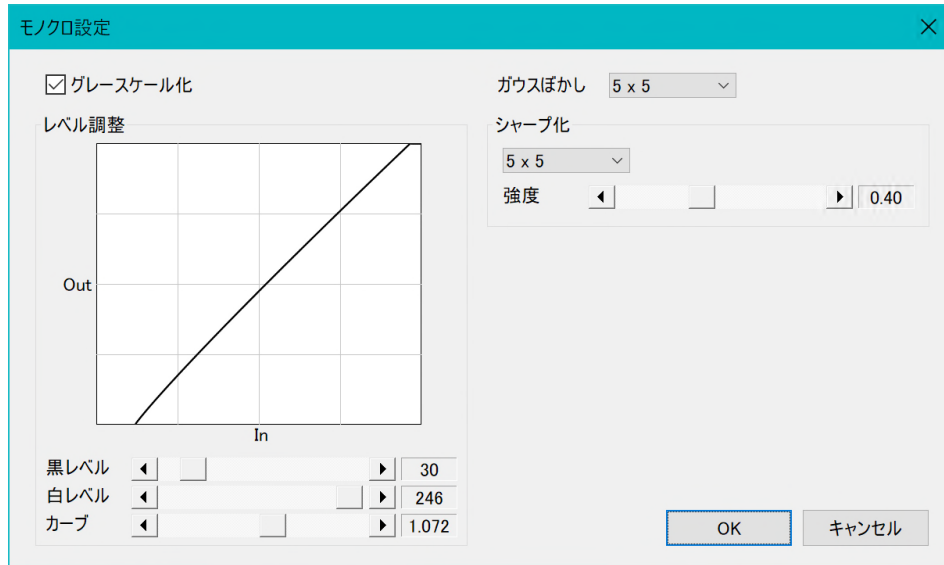 モノクロ設定
グレースケール化
ガウスぼかし 5 x 5
レベル調整
シャープ化
5 x 5
強度 0.40
Out
In
黒レベル 30
白レベル 246
カーブ 1.072
OK キャンセル